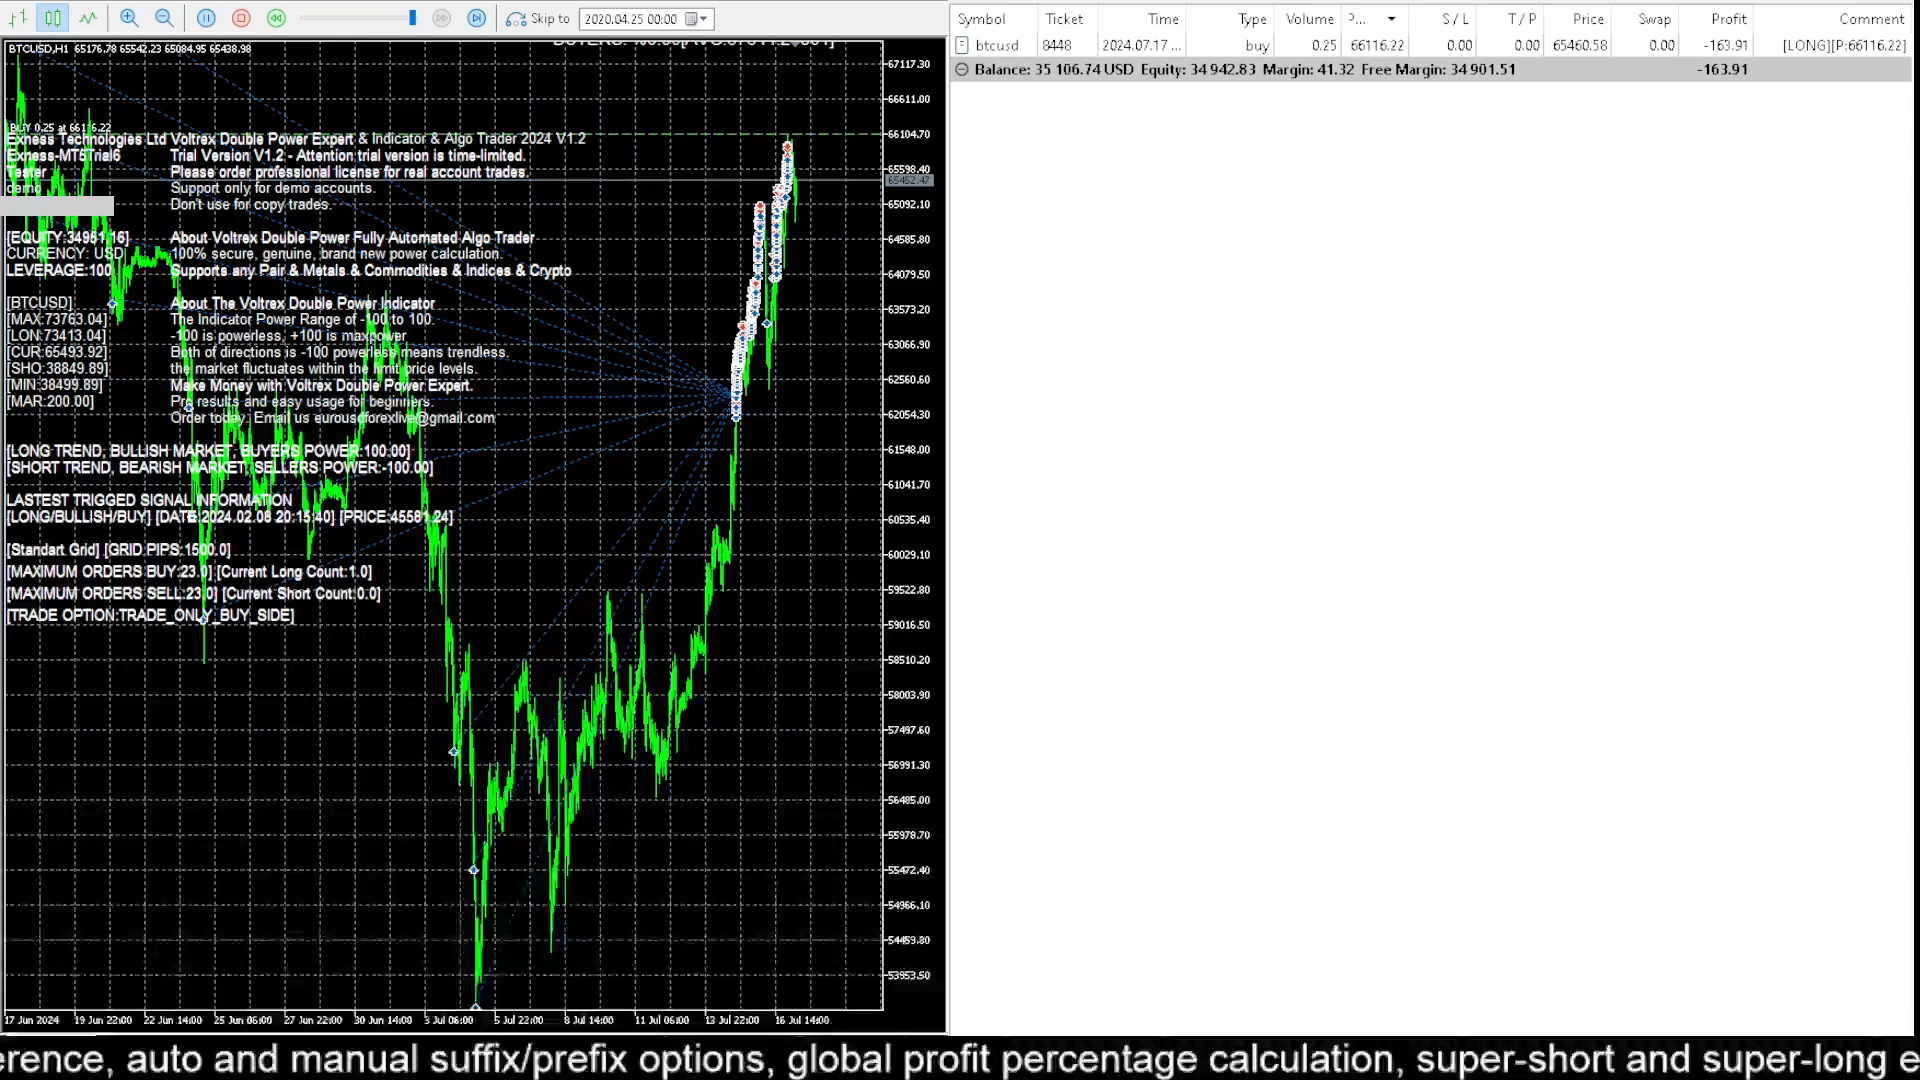 Skip to 2020.04.25 00:00
Symbol Ticket Time Type Volume P... S / L T / P Price Swap Profit Comment
btcusd 8448 2024.07.17 ... buy 0.25 66116.22 0.00 0.00 65460.58 0.00 -163.91 [LONG][P:66116.22]
Balance: 35 106.74 USD Equity: 34 942.83 Margin: 41.32 Free Margin: 34 901.51 -163.91
BTCUSD,H1 65176.78 65542.23 65084.95 65438.98
BUY 0.25 at 66116.22
Exness Technologies Ltd Voltrex Double Power Expert & Indicator & Algo Trader 2024 V1.2
Exness-MT5Trial6 Trial Version V1.2 - Attention trial version is time-limited.
Tester Please order professional license for real account trades.
demo Support only for demo accounts.
Don't use for copy trades.
[EQUITY:34951.16] About Voltrex Double Power Fully Automated Algo Trader
CURRENCY: USD 100% secure, genuine, brand new power calculation.
LEVERAGE:100 Supports any Pair & Metals & Commodities & Indices & Crypto
[BTCUSD] About The Voltrex Double Power Indicator
[MAX:73763.04] The Indicator Power Range of -100 to 100.
[LON:73413.04] -100 is powerless, +100 is maxpower
[CUR:65493.92] Both of directions is -100 powerless means trendless.
[SHO:38849.89] the market fluctuates within the limit price levels.
[MIN:38499.89] Make Money with Voltrex Double Power Expert.
[MAR:200.00] Pro results and easy usage for beginners.
Order today. Email us eurousdforexlive@gmail.com
[LONG TREND, BULLISH MARKET, BUYERS POWER:100.00]
[SHORT TREND, BEARISH MARKET, SELLERS POWER:-100.00]
LASTEST TRIGGED SIGNAL INFORMATION
[LONG/BULLISH/BUY] [DATE:2024.02.08 20:15:40] [PRICE:45581.24]
[Standart Grid] [GRID PIPS:1500.0]
[MAXIMUM ORDERS BUY:23.0] [Current Long Count:1.0]
[MAXIMUM ORDERS SELL:23.0] [Current Short Count:0.0]
[TRADE OPTION:TRADE_ONLY_BUY_SIDE]
67117.30
66611.00
66104.70
65598.40
65452.47
65092.10
64585.80
64079.50
63573.20
63066.90
62560.60
62054.30
61548.00
61041.70
60535.40
60029.10
59522.80
59016.50
58510.20
58003.90
57497.60
56991.30
56485.00
55978.70
55472.40
54966.10
54459.80
53953.50
17 Jun 2024 19 Jun 22:00 22 Jun 14:00 25 Jun 06:00 27 Jun 22:00 30 Jun 14:00 3 Jul 06:00 5 Jul 22:00 8 Jul 14:00 11 Jul 06:00 13 Jul 22:00 16 Jul 14:00
erence, auto and manual suffix/prefix options, global profit percentage calculation, super-short and super-long e